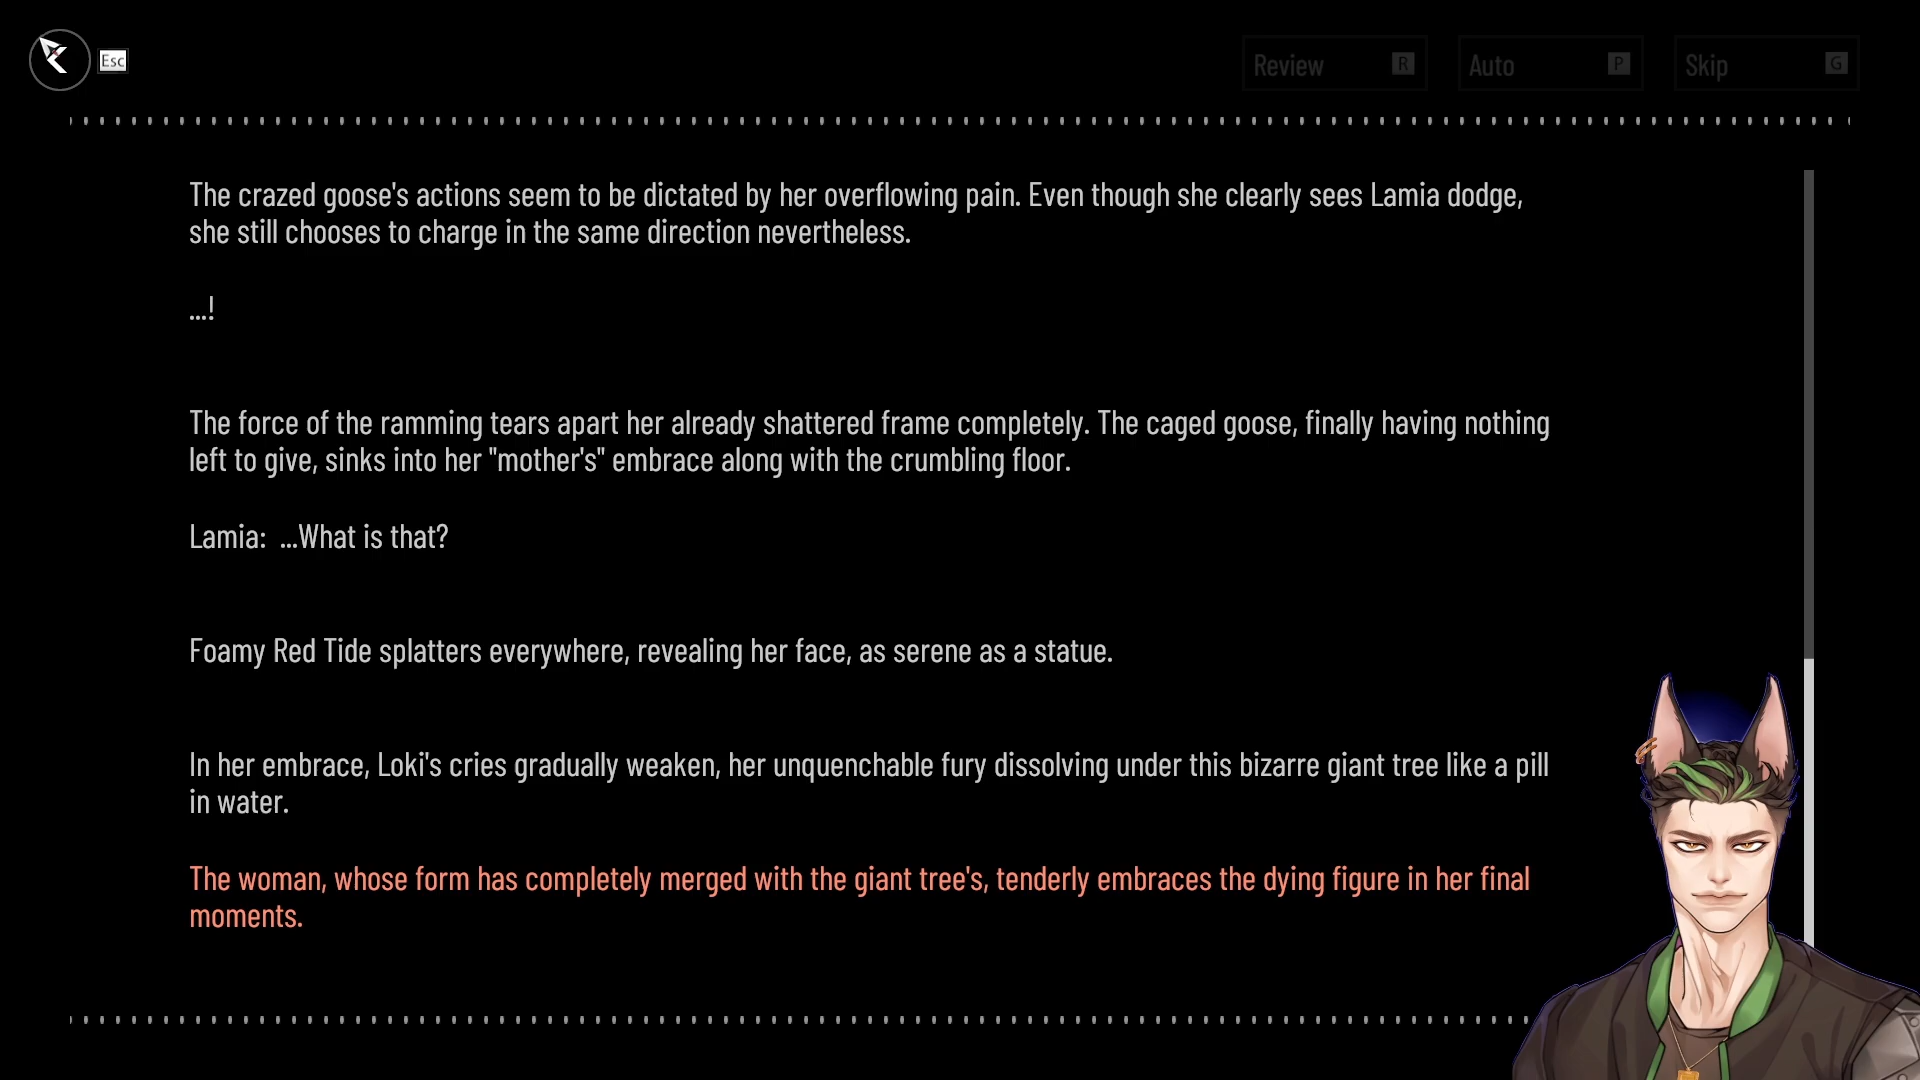 Esc
Review R
Auto P
Skip G
The crazed goose's actions seem to be dictated by her overflowing pain. Even though she clearly sees Lamia dodge,
she still chooses to charge in the same direction nevertheless.
...!
The force of the ramming tears apart her already shattered frame completely. The caged goose, finally having nothing
left to give, sinks into her "mother's" embrace along with the crumbling floor.
Lamia: ...What is that?
Foamy Red Tide splatters everywhere, revealing her face, as serene as a statue.
In her embrace, Loki's cries gradually weaken, her unquenchable fury dissolving under this bizarre giant tree like a pill
in water.
The woman, whose form has completely merged with the giant tree's, tenderly embraces the dying figure in her final
moments.